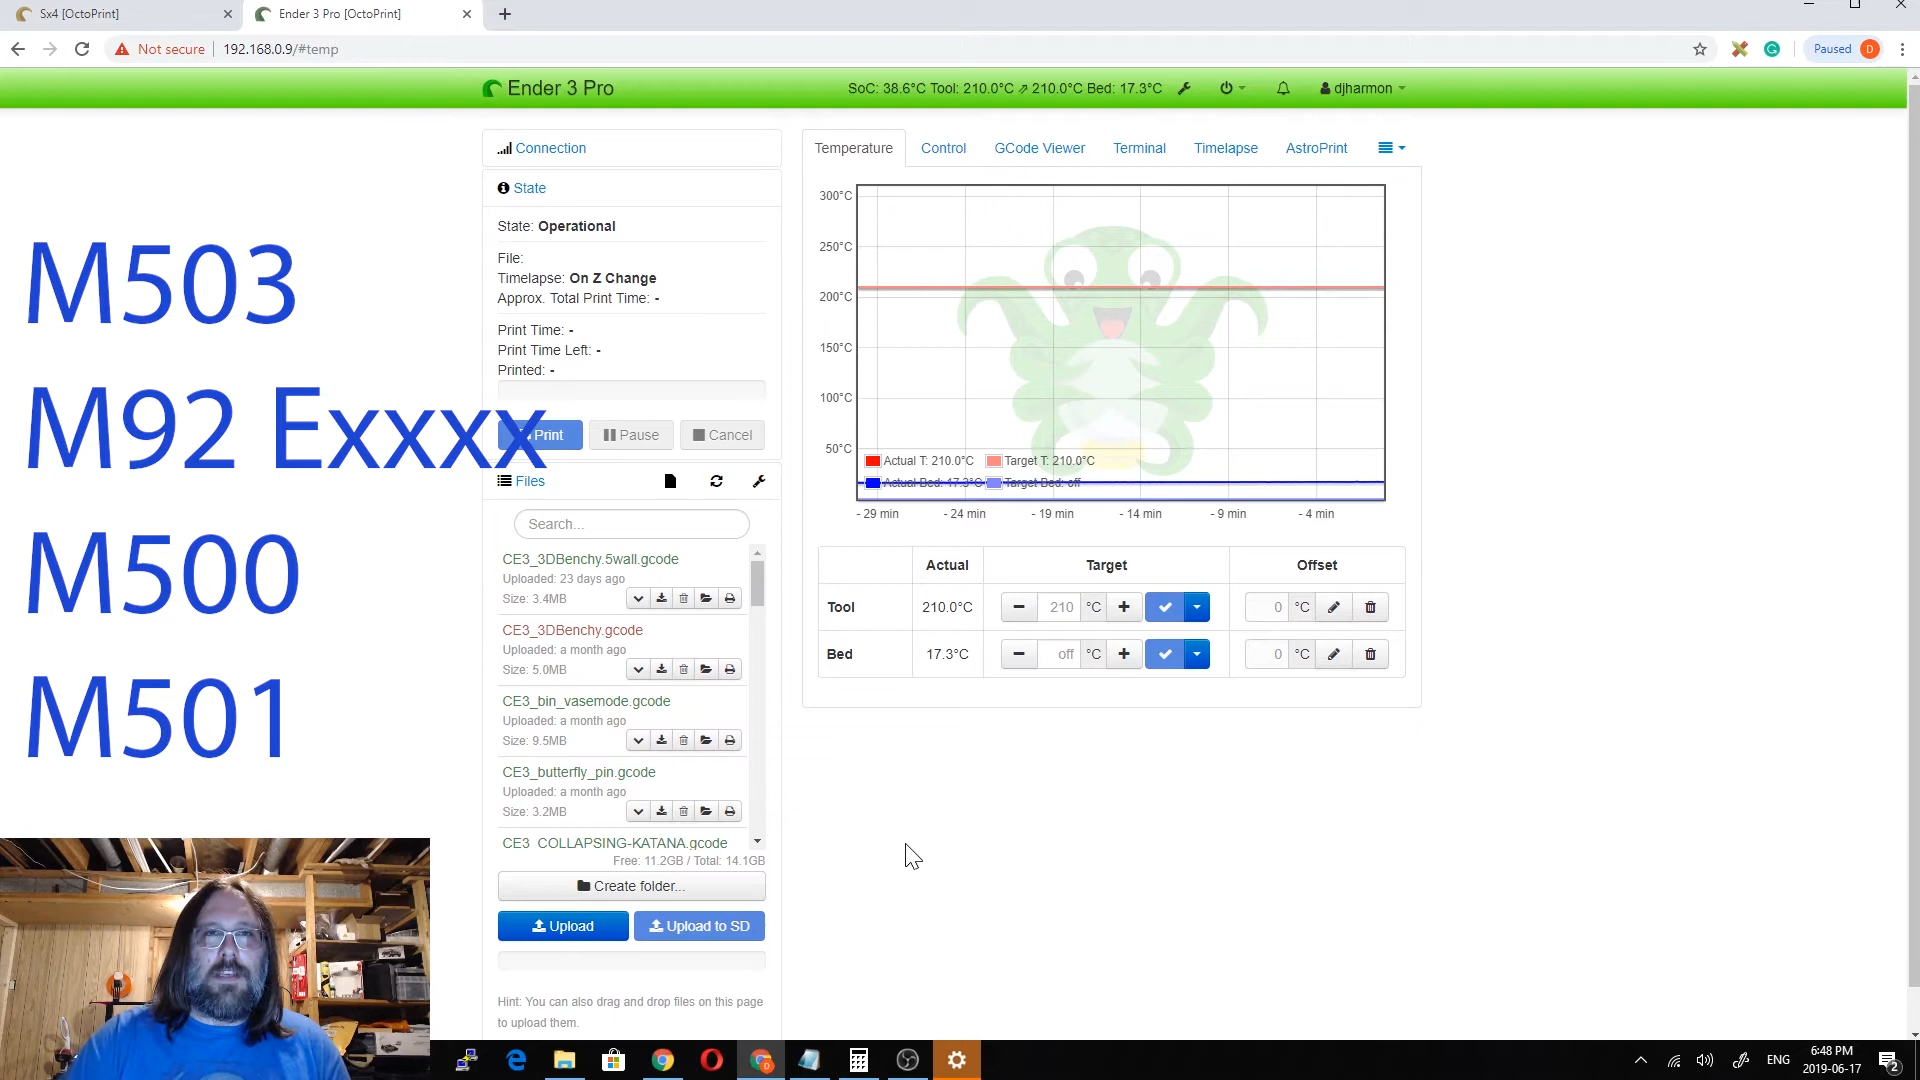 Sx4 [OctoPrint]
Ender 3 Pro [OctoPrint]
Not secure
192.168.0.9/#temp
Paused
D
Ender 3 Pro
SoC: 38.6°C Tool: 210.0°C ⇗ 210.0°C Bed: 17.3°C
djharmon
Connection
State
State: Operational
File:
Timelapse: On Z Change
Approx. Total Print Time: -
Print Time: -
Print Time Left: -
Printed: -
Print
Pause
Cancel
Files
Search...
CE3_3DBenchy.5wall.gcode
Uploaded: 23 days ago
Size: 3.4MB
CE3_3DBenchy.gcode
Uploaded: a month ago
Size: 5.0MB
CE3_bin_vasemode.gcode
Uploaded: a month ago
Size: 9.5MB
CE3_butterfly_pin.gcode
Uploaded: a month ago
Size: 3.2MB
CE3_COLLAPSING-KATANA.gcode
Free: 11.2GB / Total: 14.1GB
Create folder...
Upload
Upload to SD
Hint: You can also drag and drop files on this page
to upload them.
M503
M92 Exxxx
M500
M501
Temperature
Control
GCode Viewer
Terminal
Timelapse
AstroPrint
300°C
250°C
200°C
150°C
100°C
50°C
Actual T: 210.0°C
Target T: 210.0°C
Actual Bed: 17.3°C
Target Bed: off
- 29 min
- 24 min
- 19 min
- 14 min
- 9 min
- 4 min
Actual
Target
Offset
Tool
210.0°C
210
°C
0
°C
Bed
17.3°C
off
°C
0
°C
ENG
6:48 PM
2019-06-17
2